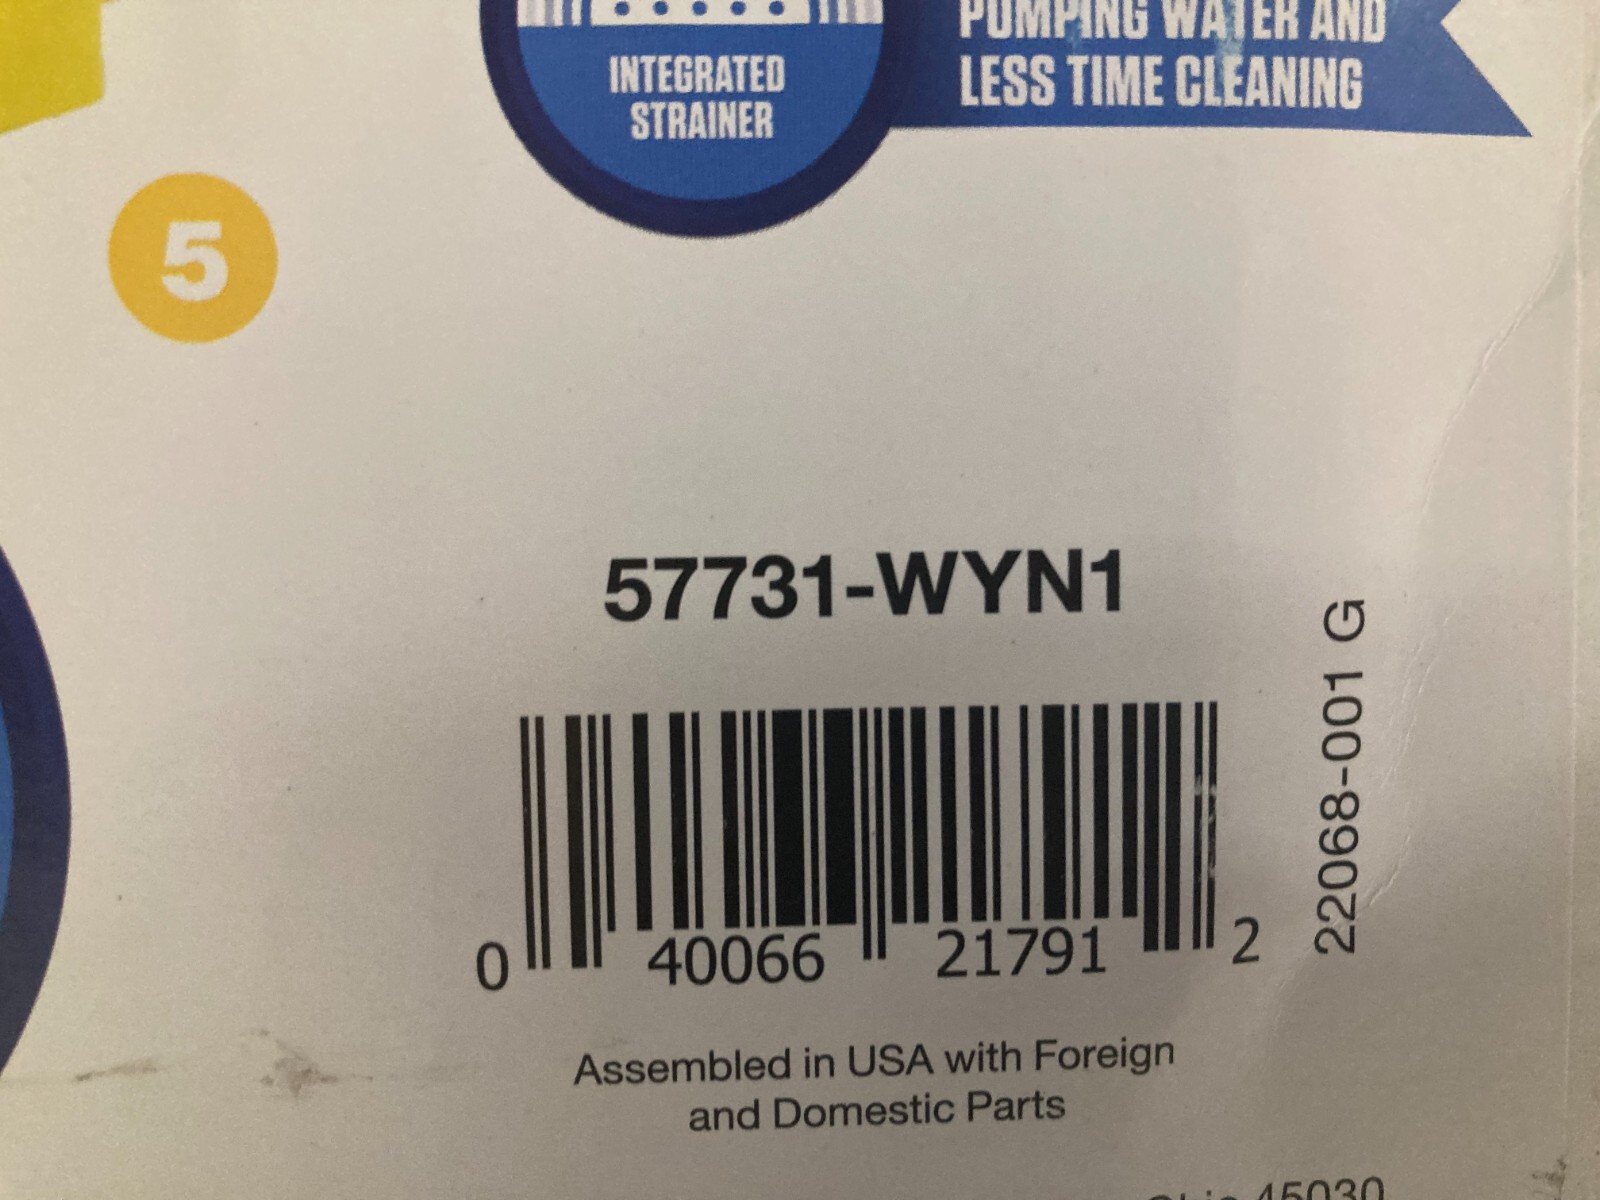 PUMPING WATER AND
LESS TIME CLEANING
INTEGRATED
STRAINER
5
57731-WYN1
22068-001 G
0 40066 21791 2
Assembled in USA with Foreign
and Domestic Parts
45030